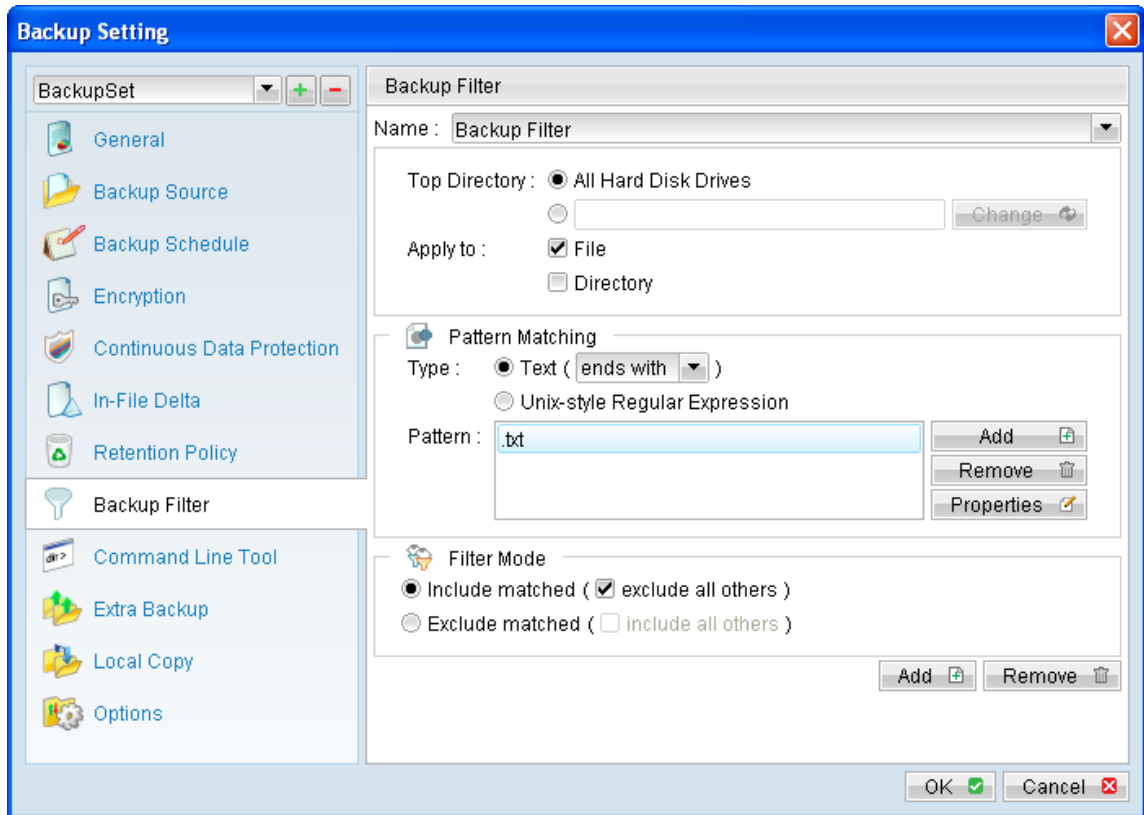 Backup Setting
BackupSet
General
Backup Source
Backup Schedule
Encryption
Continuous Data Protection
In-File Delta
Retention Policy
Backup Filter
Command Line Tool
Extra Backup
Local Copy
Options
Backup Filter
Name : Backup Filter
Top Directory : All Hard Disk Drives
Change
Apply to : File
Directory
Pattern Matching
Type : Text ( ends with )
Unix-style Regular Expression
Pattern : .txt
Add
Remove
Properties
Filter Mode
Include matched ( exclude all others )
Exclude matched ( include all others )
Add Remove
OK Cancel